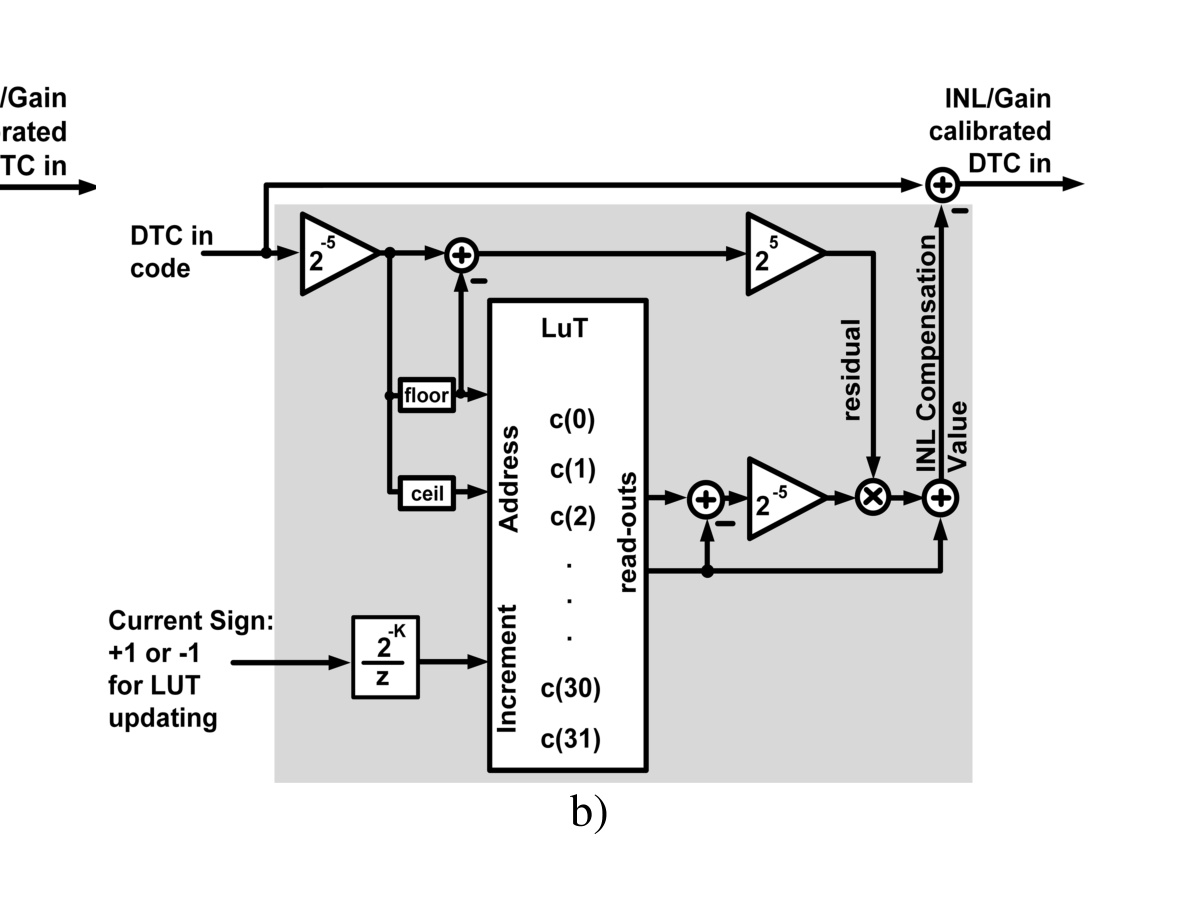 /Gain
rated
TC in
INL/Gain
calibrated
DTC in
DTC in
code
2^-5
-
2^5
LuT
floor
ceil
Address
c(0)
c(1)
c(2)
.
.
.
c(30)
c(31)
read-outs
Increment
residual
-
2^-5
INL Compensation
Value
-
Current Sign:
+1 or -1
for LUT
updating
2^-K
z
b)